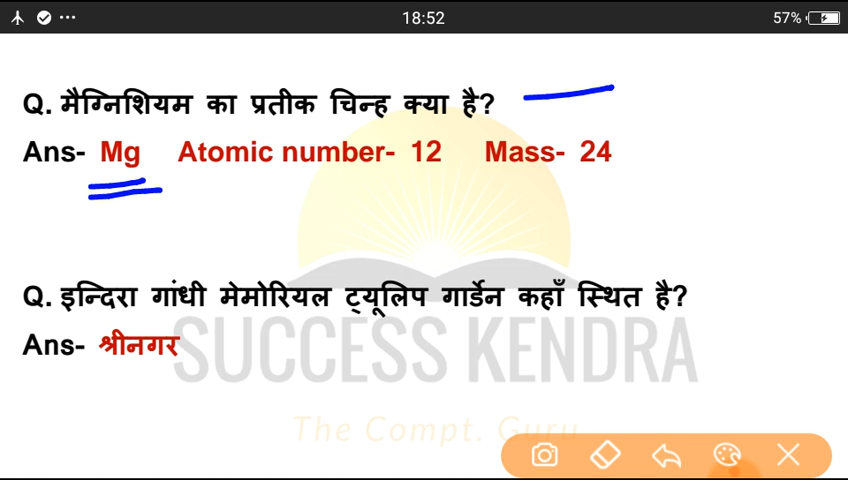 18:52
57%
Q. मैग्निशियम का प्रतीक चिन्ह क्या है?
Ans- Mg Atomic number- 12 Mass- 24
Q. इन्दिरा गांधी मेमोरियल ट्यूलिप गार्डेन कहाँ स्थित है?
Ans- श्रीनगर
SUCCESS KENDRA
The Compt. Guru